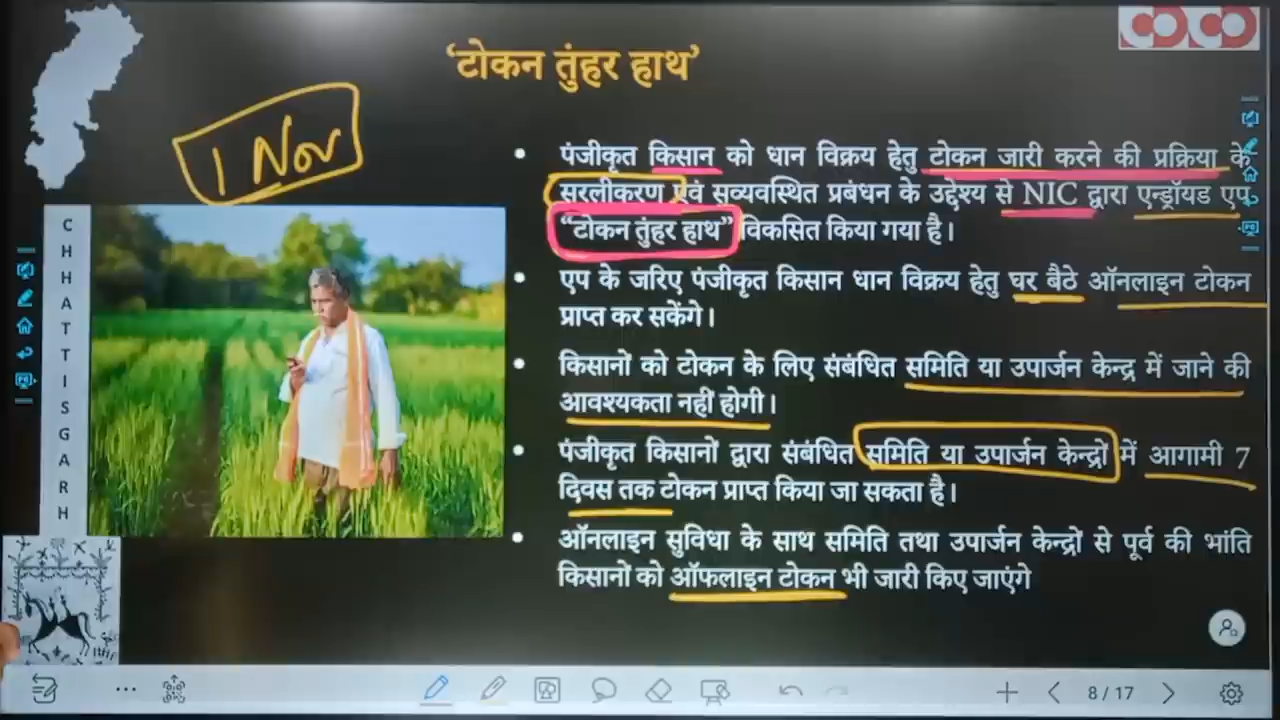 ‘टोकन तुंहर हाथ’
1 Nov
पंजीकृत किसान को धान विक्रय हेतु टोकन जारी करने की प्रक्रिया के
सरलीकरण एवं सव्यवस्थित प्रबंधन के उद्देश्य से NIC द्वारा एन्ड्रॉयड एप
“टोकन तुंहर हाथ” विकसित किया गया है।
एप के जरिए पंजीकृत किसान धान विक्रय हेतु घर बैठे ऑनलाइन टोकन
प्राप्त कर सकेंगे।
किसानों को टोकन के लिए संबंधित समिति या उपार्जन केन्द्र में जाने की
आवश्यकता नहीं होगी।
पंजीकृत किसानों द्वारा संबंधित समिति या उपार्जन केन्द्रों में आगामी 7
दिवस तक टोकन प्राप्त किया जा सकता है।
ऑनलाइन सुविधा के साथ समिति तथा उपार्जन केन्द्रों से पूर्व की भांति
किसानों को ऑफलाइन टोकन भी जारी किए जाएंगे
CHHATTISGARH
8 / 17